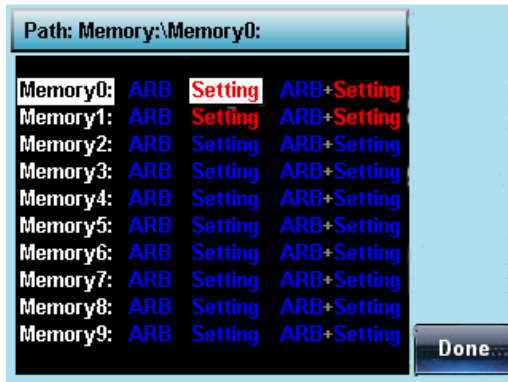 Path: Memory:\Memory0:
Memory0: ARB Setting ARB+Setting
Memory1: ARB Setting ARB+Setting
Memory2: ARB Setting ARB+Setting
Memory3: ARB Setting ARB+Setting
Memory4: ARB Setting ARB+Setting
Memory5: ARB Setting ARB+Setting
Memory6: ARB Setting ARB+Setting
Memory7: ARB Setting ARB+Setting
Memory8: ARB Setting ARB+Setting
Memory9: ARB Setting ARB+Setting
Done